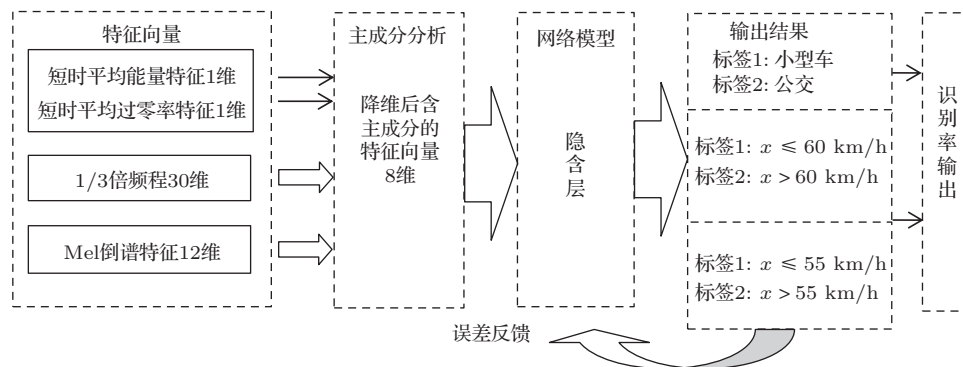 特征向量
短时平均能量特征1维
短时平均过零率特征1维
1/3倍频程30维
Mel倒谱特征12维
主成分分析
降维后含
主成分的
特征向量
8维
网络模型
隐
含
层
输出结果
标签1: 小型车
标签2: 公交
标签1: x ⩽ 60 km/h
标签2: x > 60 km/h
标签1: x ⩽ 55 km/h
标签2: x > 55 km/h
识
别
率
输
出
误差反馈